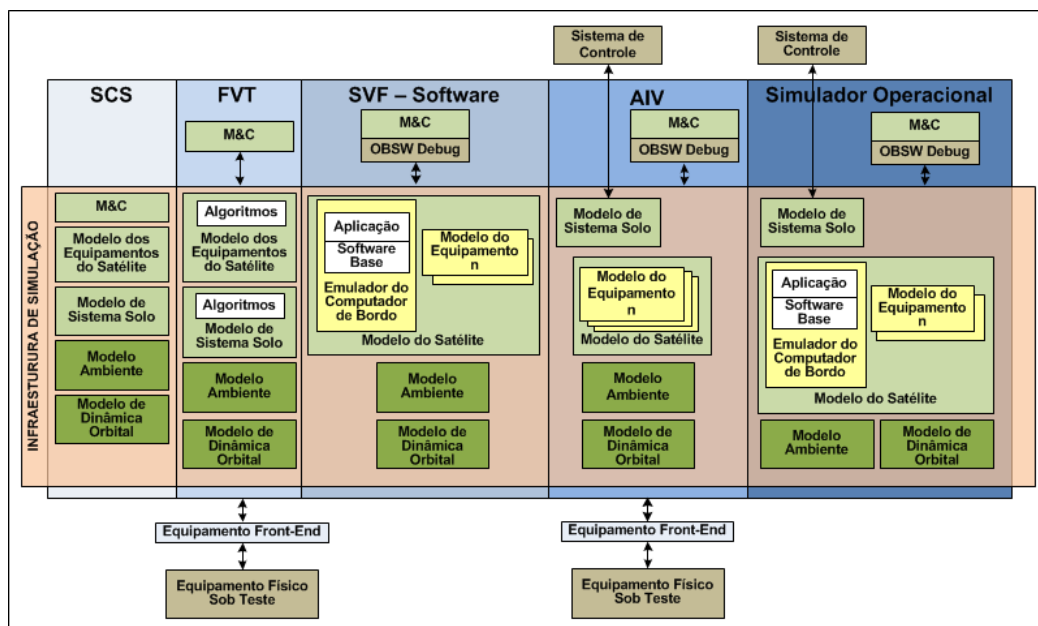 Sistema de
Controle
Sistema de
Controle
SCS
FVT
SVF – Software
AIV
Simulador Operacional
M&C
M&C
OBSW Debug
M&C
OBSW Debug
M&C
OBSW Debug
INFRAESTURURA DE SIMULAÇÃO
M&C
Modelo dos
Equipamentos
do Satélite
Modelo de
Sistema Solo
Modelo
Ambiente
Modelo de
Dinâmica
Orbital
Algoritmos
Modelo dos
Equipamentos
do Satélite
Algoritmos
Modelo de
Sistema Solo
Modelo
Ambiente
Modelo de
Dinâmica
Orbital
Aplicação
Software
Base
Emulador do
Computador
de Bordo
Modelo do
Equipamento
n
Modelo do Satélite
Modelo
Ambiente
Modelo de
Dinâmica
Orbital
Modelo de
Sistema Solo
Modelo do
Equipamento
n
Modelo do Satélite
Modelo
Ambiente
Modelo de
Dinâmica
Orbital
Modelo de
Sistema Solo
Aplicação
Software
Base
Emulador do
Computador
de Bordo
Modelo do
Equipamento
n
Modelo do Satélite
Modelo
Ambiente
Modelo de
Dinâmica
Orbital
Equipamento Front-End
Equipamento Físico
Sob Teste
Equipamento Front-End
Equipamento Físico
Sob Teste